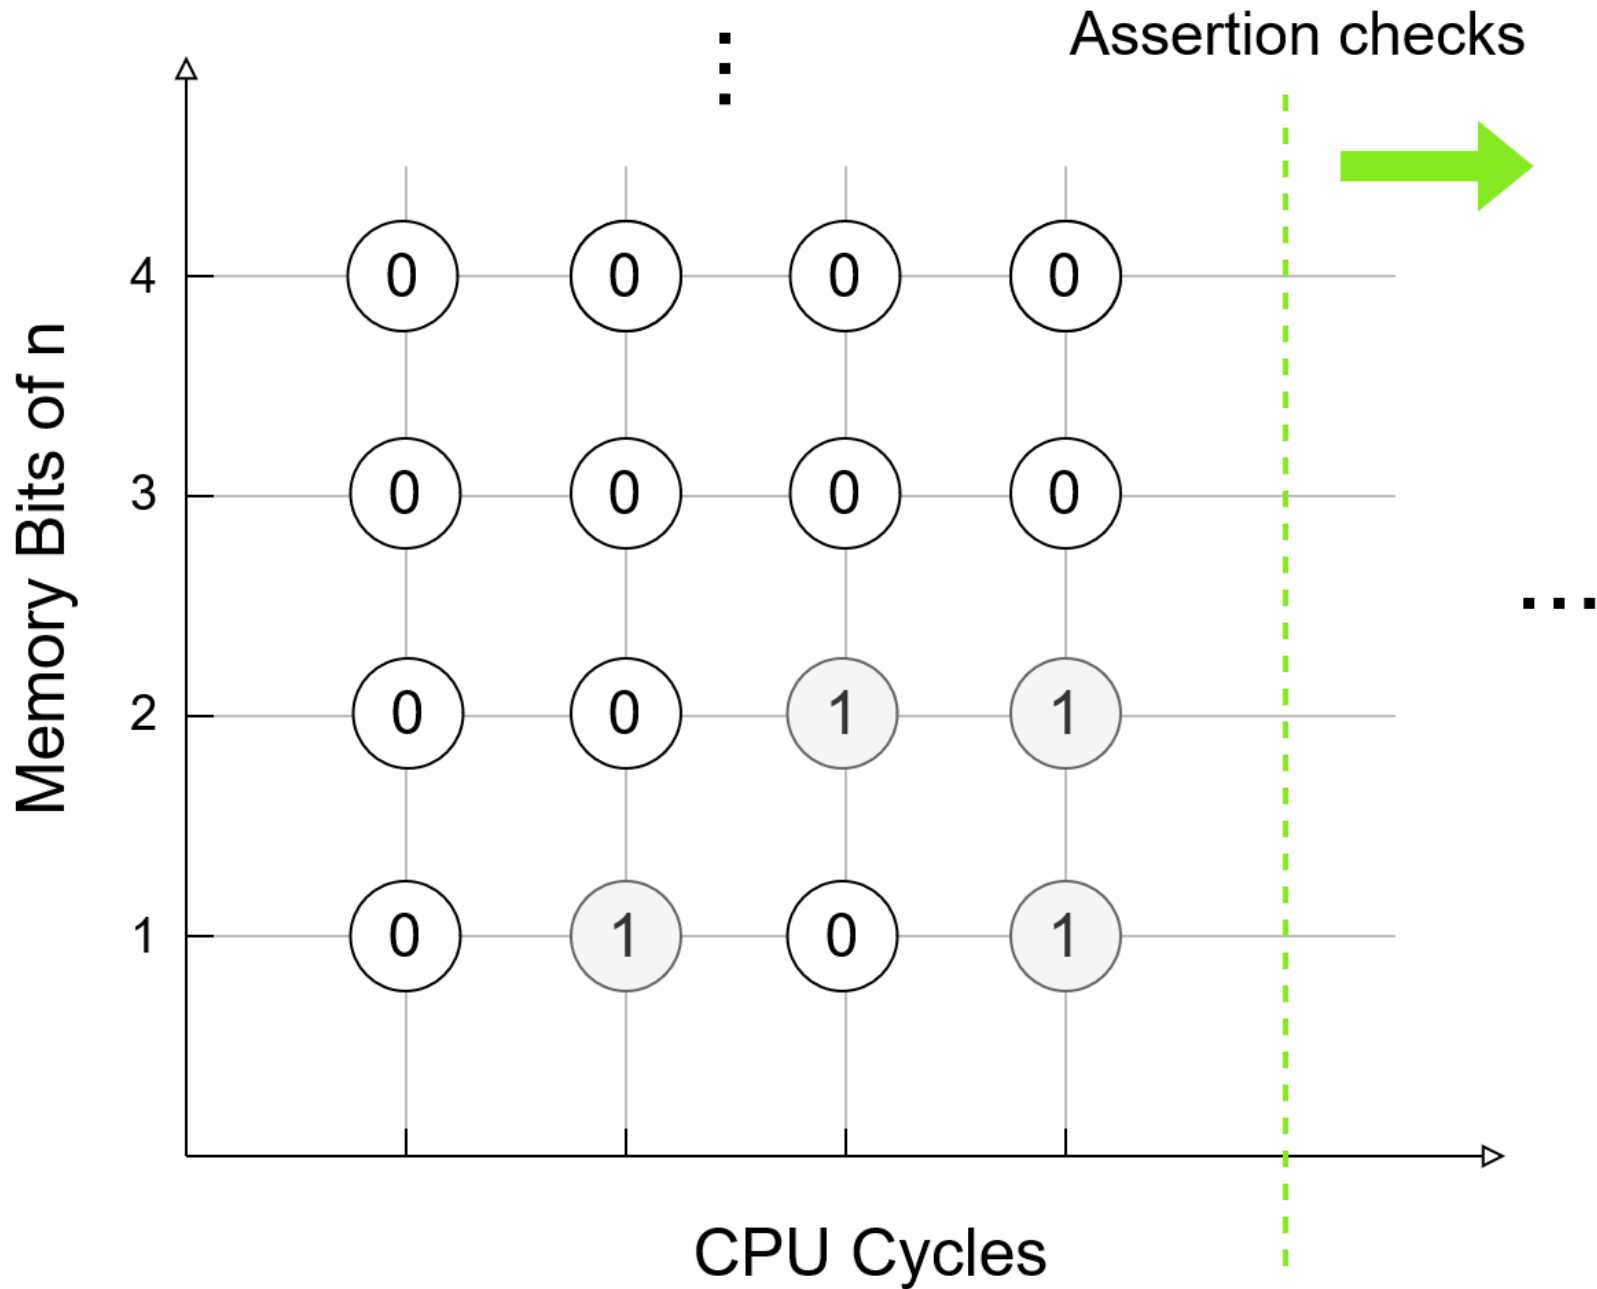 Assertion checks
4 0 0 0 0
3 0 0 0 0
2 0 0 1 1
1 0 1 0 1
Memory Bits of n
CPU Cycles